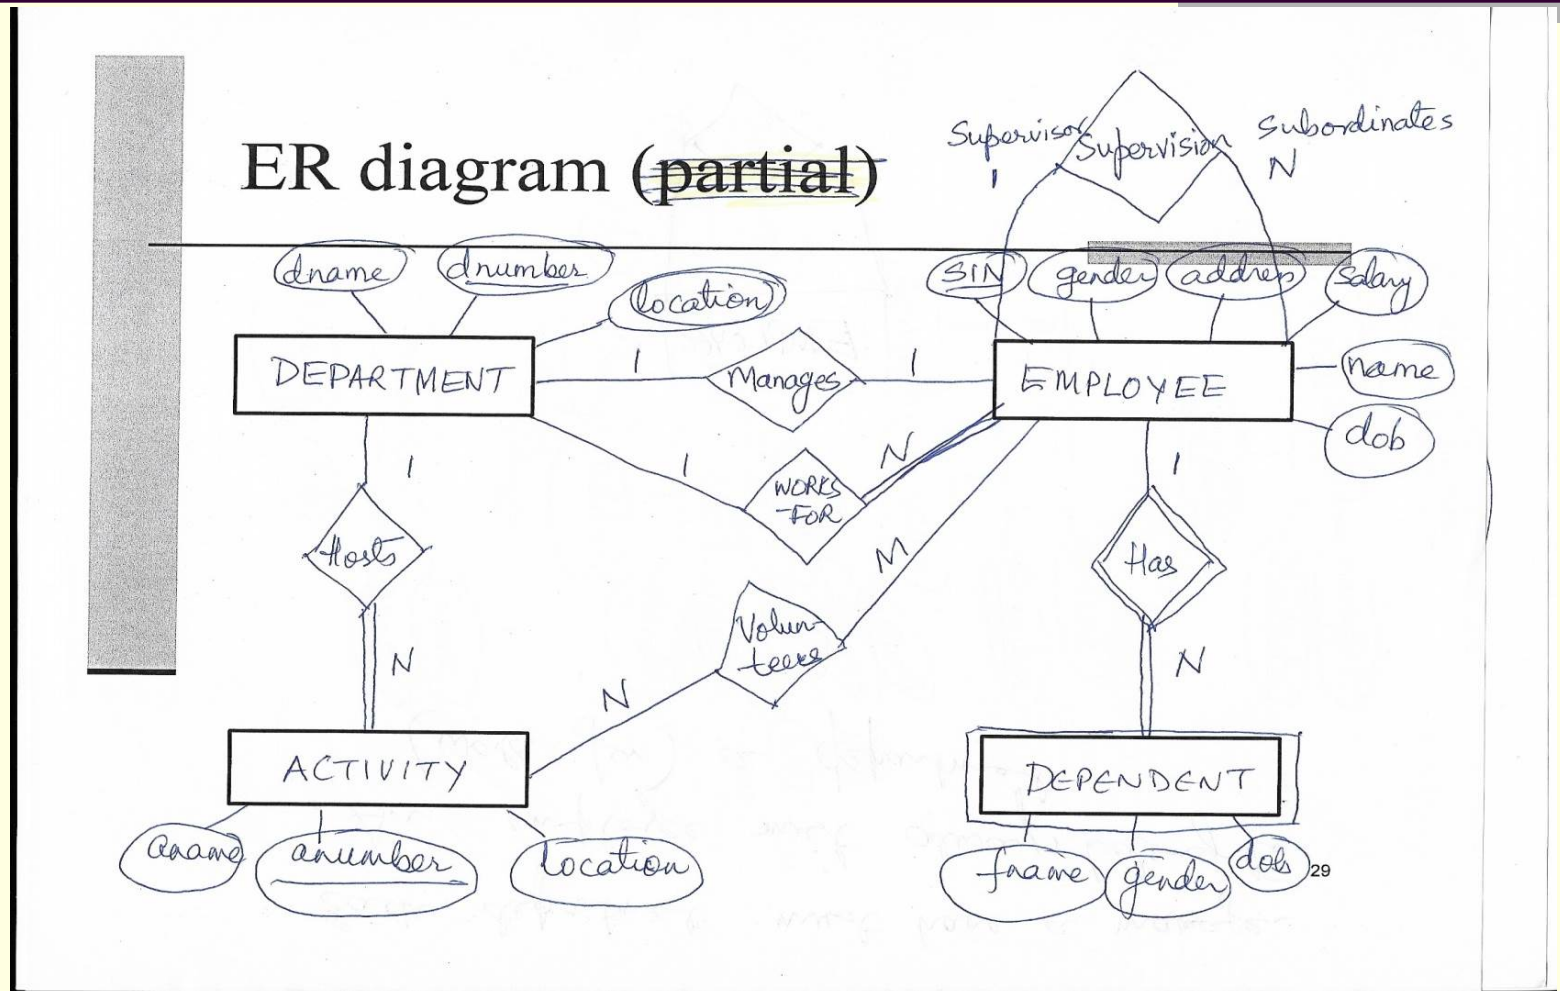 ER diagram (partial)
Supervisor
1
Supervision
Subordinates
N
dname
dnumber
location
SIN
gender
address
salary
DEPARTMENT
1
Manages
1
EMPLOYEE
name
dob
1
WORKS
-FOR
N
1
Hosts
N
M
Volun-
teers
N
1
Has
N
ACTIVITY
DEPENDENT
aname
anumber
location
fname
gender
dob
29